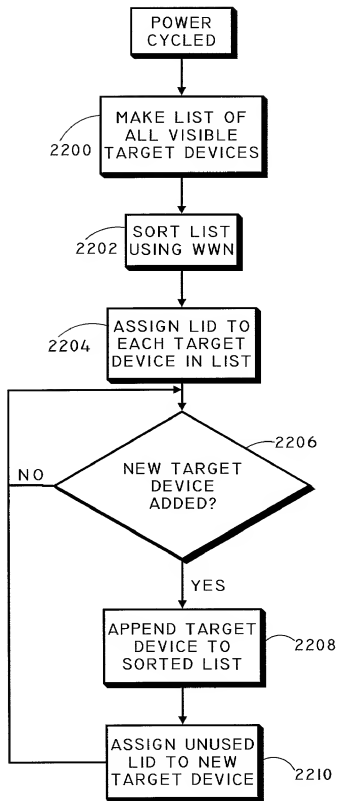 POWER
CYCLED
MAKE LIST OF
ALL VISIBLE
TARGET DEVICES
2200
SORT LIST
USING WWN
2202
ASSIGN LID TO
EACH TARGET
DEVICE IN LIST
2204
2206
NEW TARGET
DEVICE
ADDED?
NO
YES
APPEND TARGET
DEVICE TO
SORTED LIST
2208
ASSIGN UNUSED
LID TO NEW
TARGET DEVICE
2210